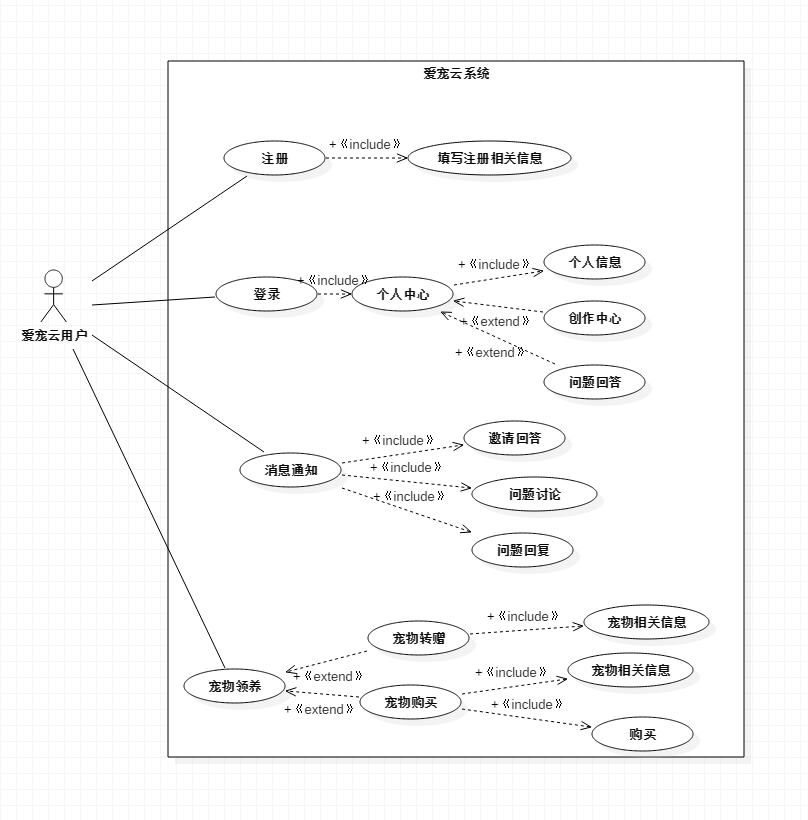 爱宠云系统
+《include》
注册
填写注册相关信息
+《include》
个人信息
+《include》
登录
个人中心
创作中心
+《extend》
爱宠云用户
+《extend》
问题回答
+《include》
邀请回答
+《include》
消息通知
问题讨论
+《include》
问题回复
+《include》
宠物相关信息
宠物转赠
+《include》
宠物相关信息
+《extend》
宠物领养
宠物购买
+《include》
+《extend》
购买